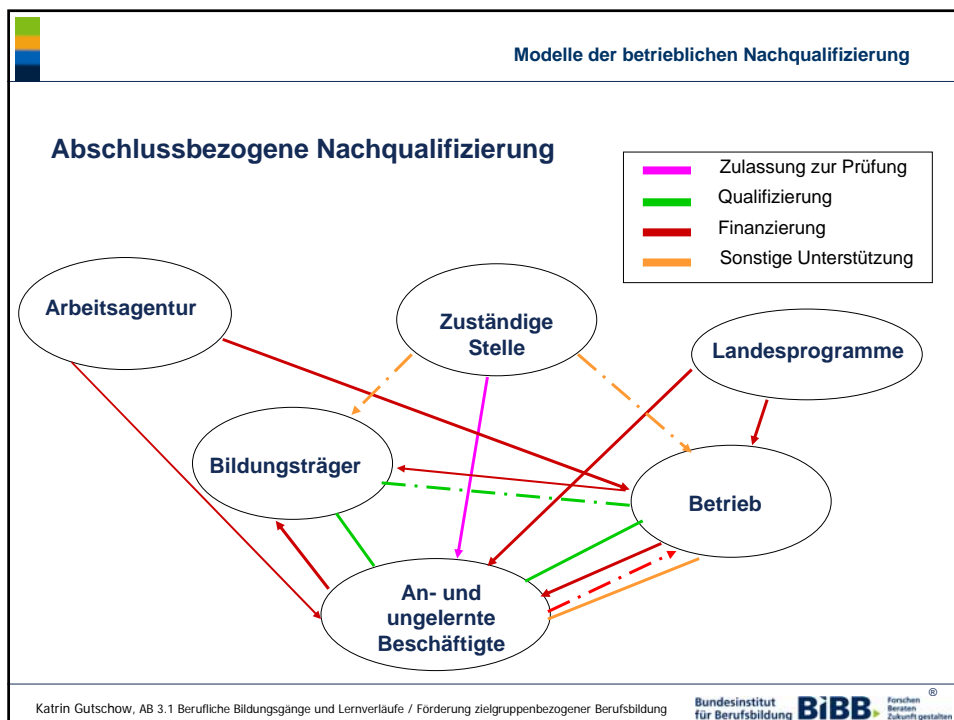 Modelle der betrieblichen Nachqualifizierung
Abschlussbezogene Nachqualifizierung
Zulassung zur Prüfung
Qualifizierung
Finanzierung
Sonstige Unterstützung
Arbeitsagentur
Zuständige
Stelle
Landesprogramme
Bildungsträger
Betrieb
An- und
ungelernte
Beschäftigte
Katrin Gutschow, AB 3.1 Berufliche Bildungsgänge und Lernverläufe / Förderung zielgruppenbezogener Berufsbildung
Bundesinstitut
für Berufsbildung
BiBB
®
Forschen
Beraten
Zukunft gestalten